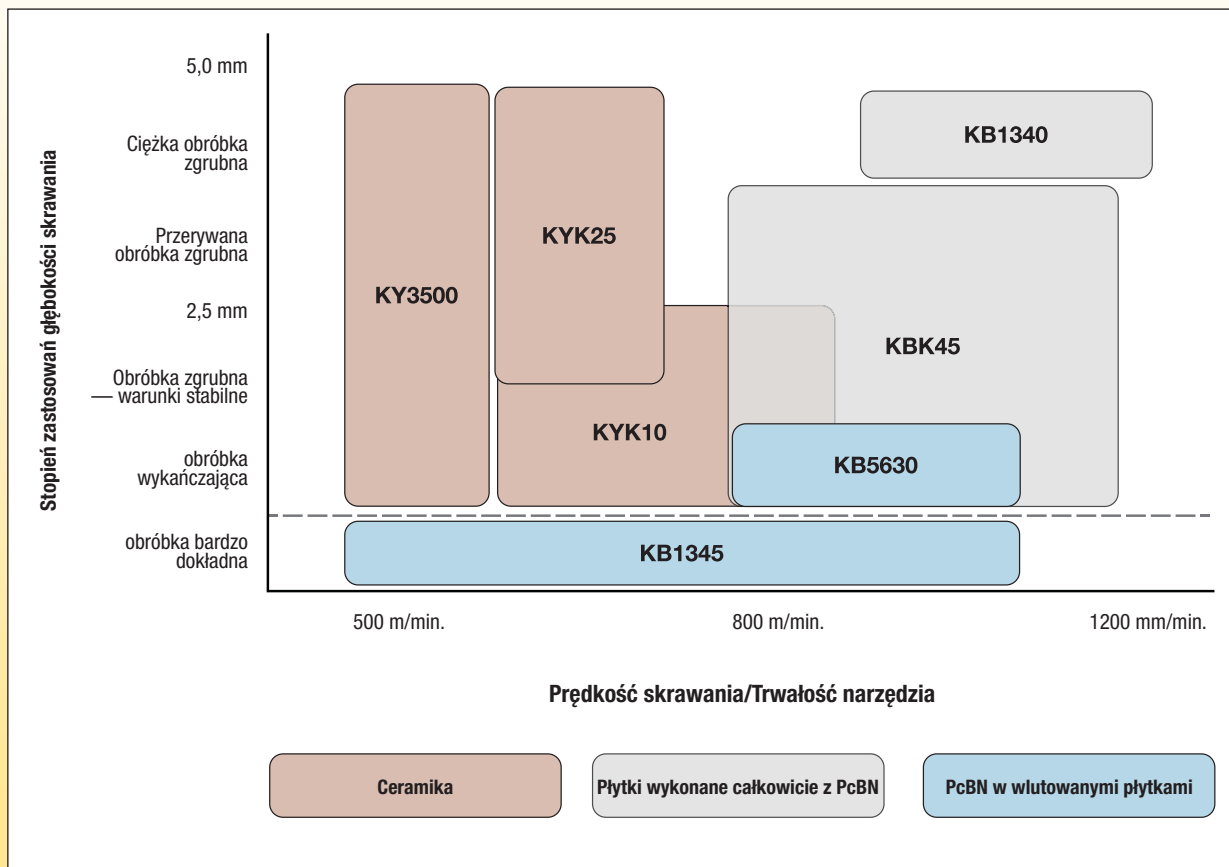 Stopień zastosowań głębokości skrawania
5,0 mm
Ciężka obróbka
zgrubna
Przerywana
obróbka zgrubna
2,5 mm
Obróbka zgrubna
— warunki stabilne
obróbka
wykańczająca
obróbka bardzo
dokładna
KB1340
KYK25
KY3500
KBK45
KYK10
KB5630
KB1345
500 m/min.
800 m/min.
1200 mm/min.
Prędkość skrawania/Trwałość narzędzia
Ceramika
Płytki wykonane całkowicie z PcBN
PcBN w wlutowanymi płytkami